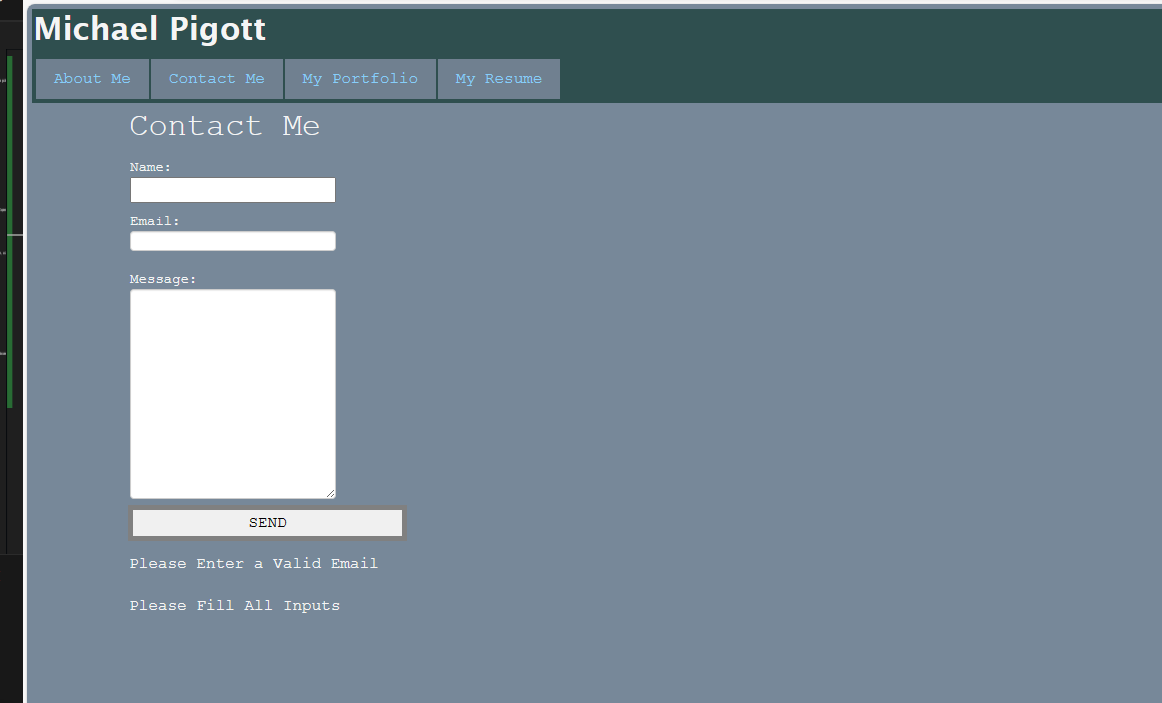 Michael Pigott
About Me Contact Me My Portfolio My Resume
Contact Me
Name:
Email:
Message:
SEND
Please Enter a Valid Email
Please Fill All Inputs